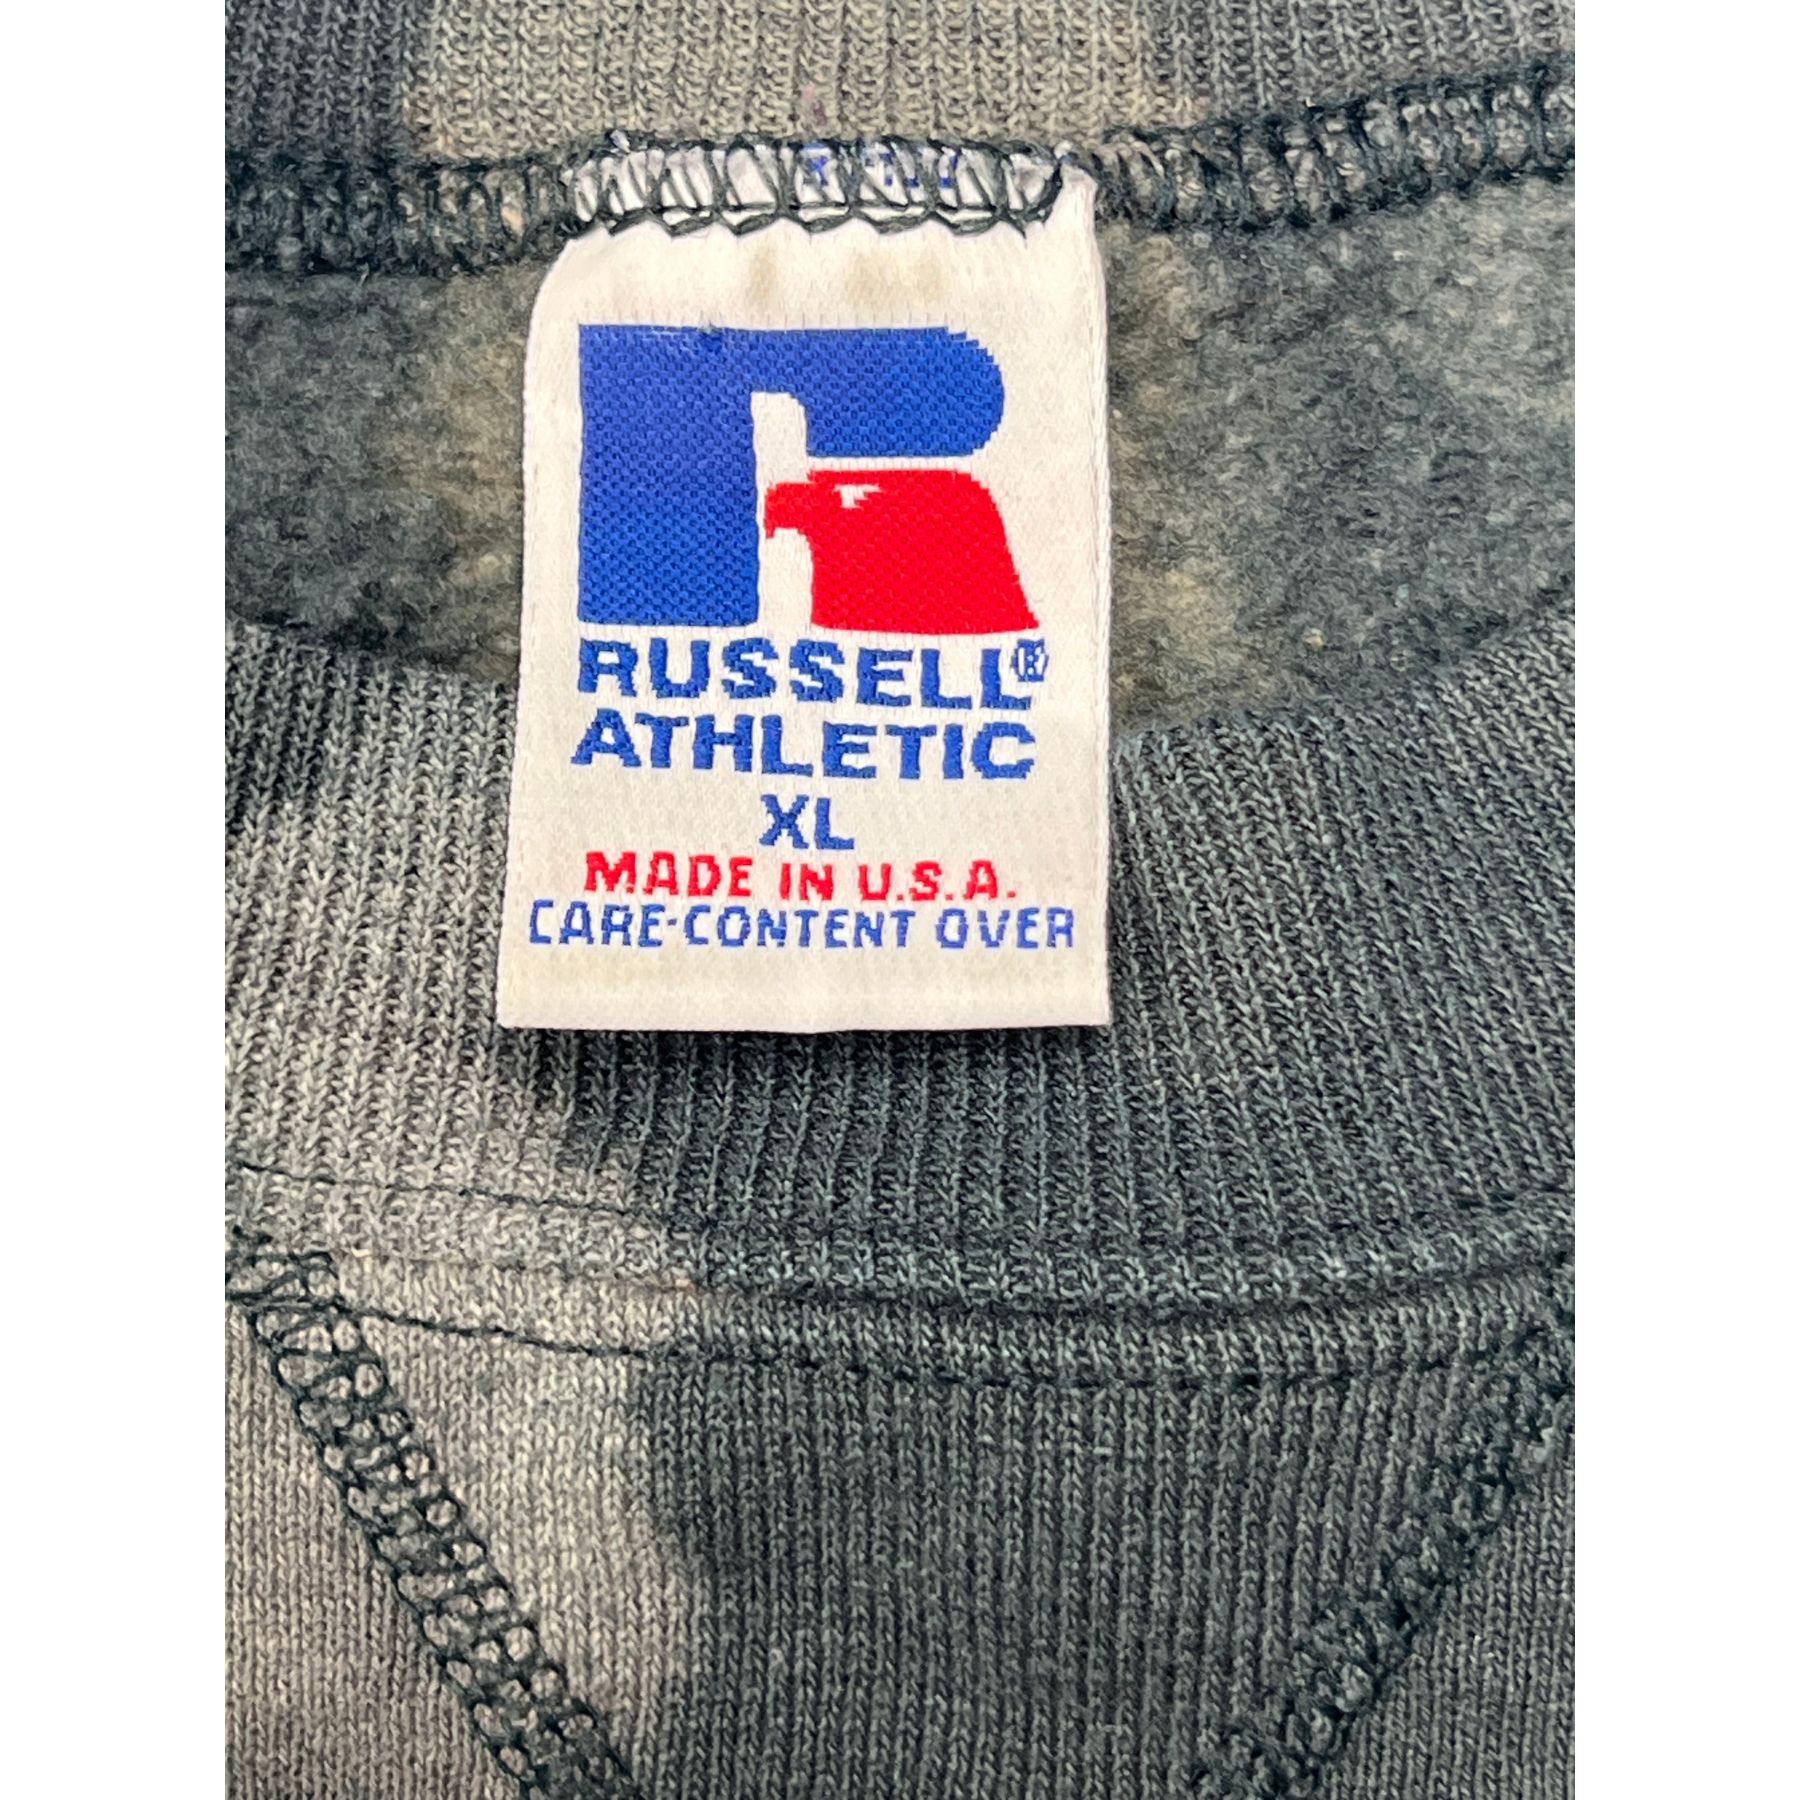 RUSSELL®
ATHLETIC
XL
MADE IN U.S.A.
CARE-CONTENT OVER